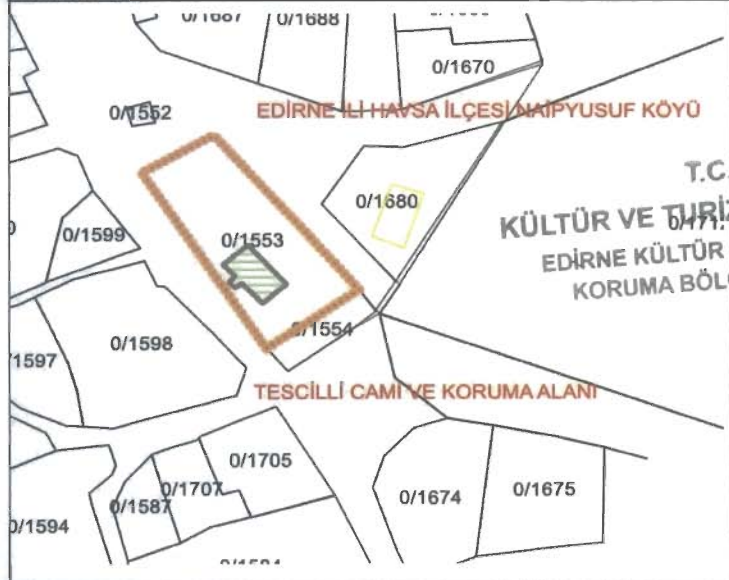 0/1687
0/1688
0/1670
0/1552
EDİRNE İLİ HAVSA İLÇESİ NAİPYUSUF KÖYÜ
T.C.
0/1680
KÜLTÜR VE
0/1599
0/1553
EDİRNE KÜLTÜR
KORUMA
0/1554
0/1598
/1597
TESCİLLİ CAMİ VE KORUMA ALANI
0/1705
0/1707
0/1587
0/1674
0/1675
0/1594